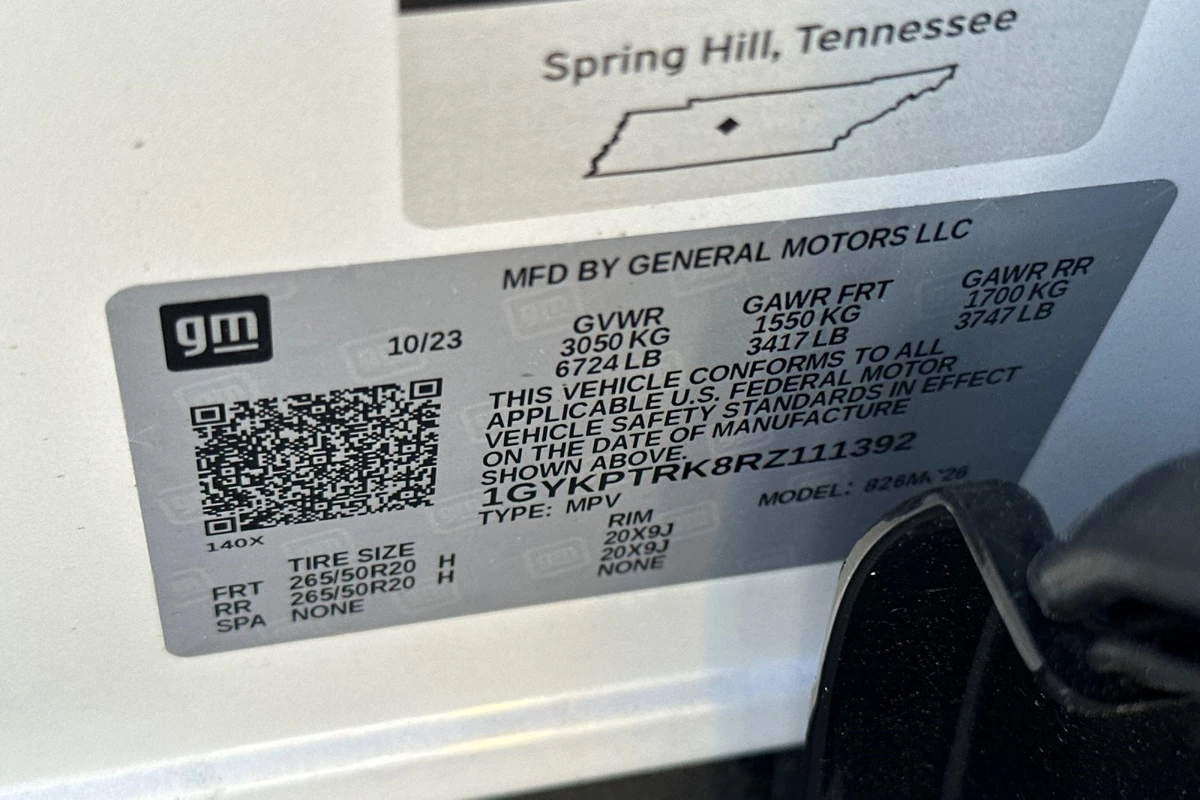 Spring Hill, Tennessee
MFD BY GENERAL MOTORS LLC
gm
10/23
GVWR
3050 KG
6724 LB
GAWR FRT
1550 KG
3417 LB
GAWR RR
1700 KG
3747 LB
THIS VEHICLE CONFORMS TO ALL
APPLICABLE U.S. FEDERAL MOTOR
VEHICLE SAFETY STANDARDS IN EFFECT
ON THE DATE OF MANUFACTURE
SHOWN ABOVE.
1GYKPTRK8RZ111392
TYPE: MPV
MODEL:
140X
TIRE SIZE RIM
FRT 265/50R20 H 20X9J
RR 265/50R20 H 20X9J
SPA NONE NONE